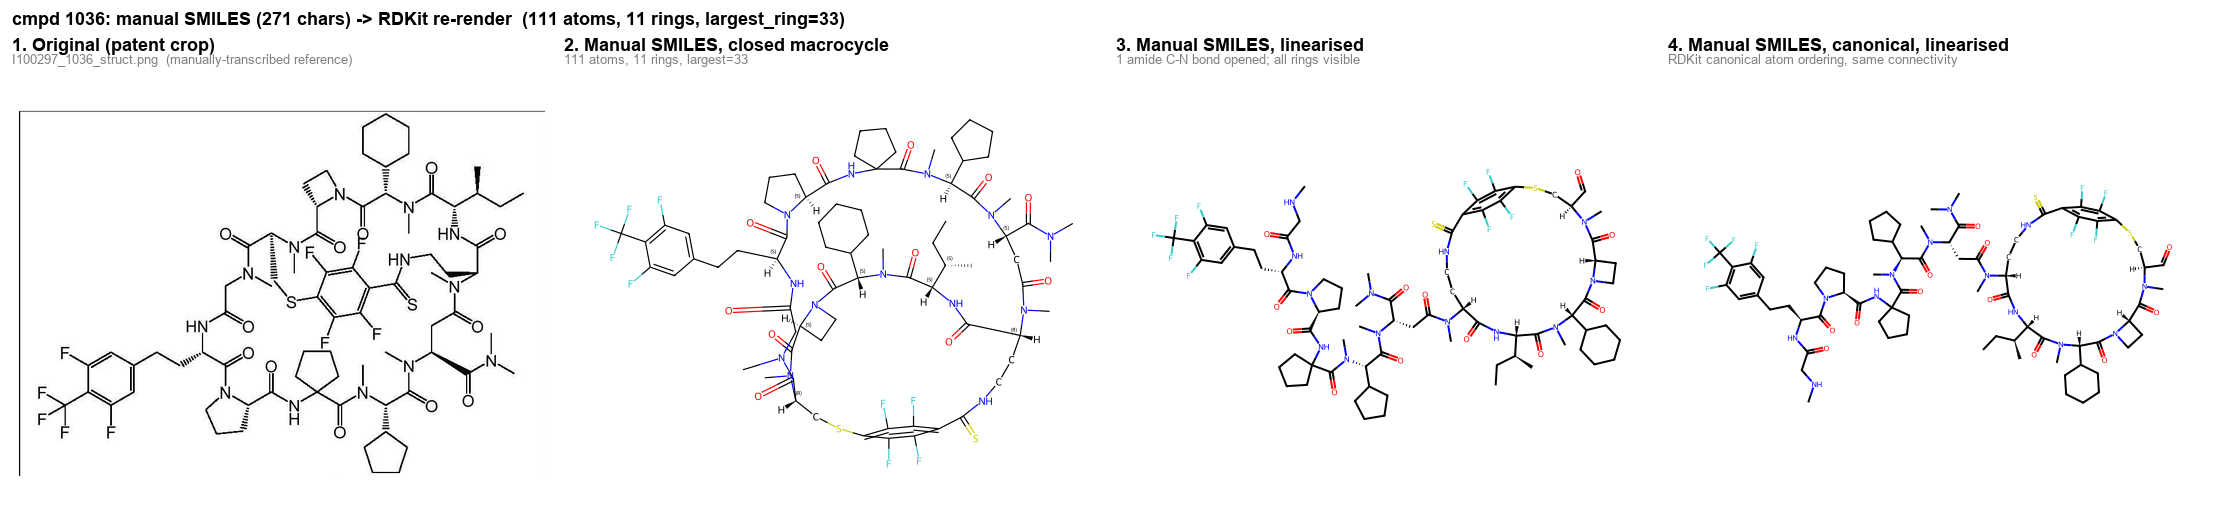 cmpd 1036: manual SMILES (271 chars) -> RDKit re-render (111 atoms, 11 rings, largest_ring=33)
1. Original (patent crop)
I100297_1036_struct.png (manually-transcribed reference)
2. Manual SMILES, closed macrocycle
111 atoms, 11 rings, largest=33
3. Manual SMILES, linearised
1 amide C-N bond opened; all rings visible
4. Manual SMILES, canonical, linearised
RDKit canonical atom ordering, same connectivity